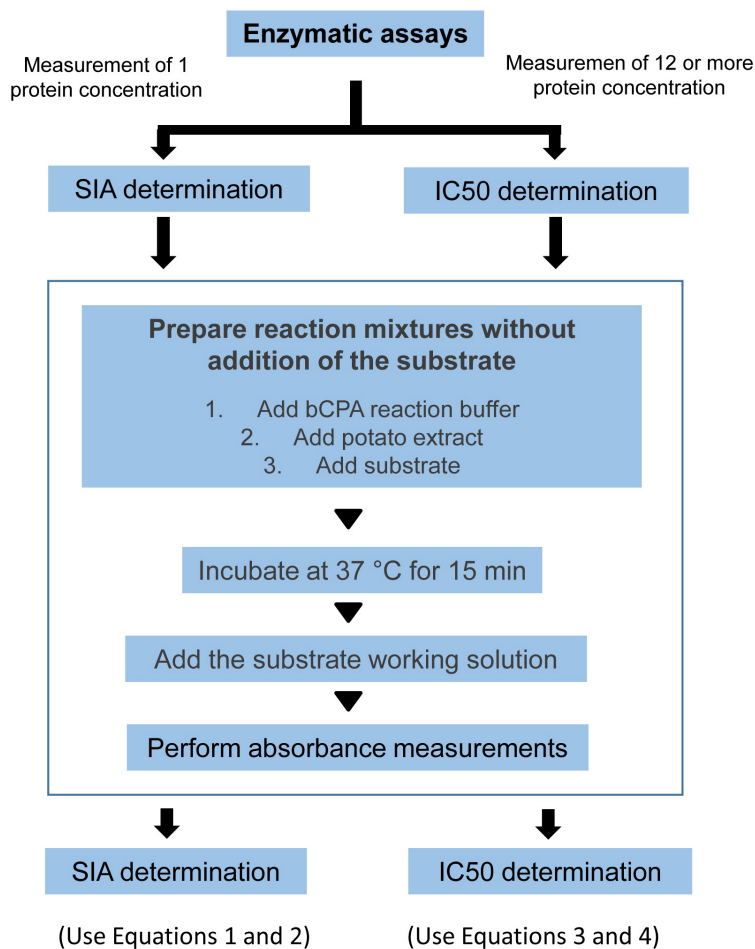 Enzymatic assays
Measurement of 1
protein concentration
Measuremen of 12 or more
protein concentration
SIA determination
IC50 determination
Prepare reaction mixtures without
addition of the substrate
1. Add bCPA reaction buffer
2. Add potato extract
3. Add substrate
Incubate at 37 °C for 15 min
Add the substrate working solution
Perform absorbance measurements
SIA determination
IC50 determination
(Use Equations 1 and 2)
(Use Equations 3 and 4)